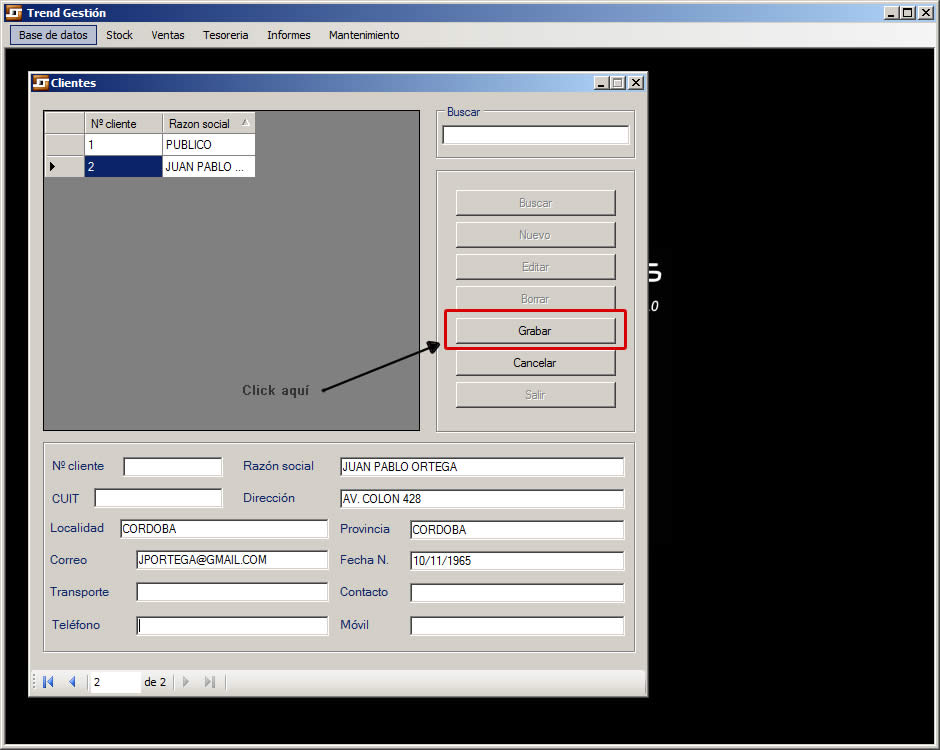 Trend Gestión
Base de datos Stock Ventas Tesoreria Informes Mantenimiento
Clientes
Nº cliente Razon social
1 PUBLICO
2 JUAN PABLO ...
Buscar
Buscar
Nuevo
Editar
Borrar
Grabar
Cancelar
Salir
Click aquí
Nº cliente Razón social JUAN PABLO ORTEGA
CUIT Dirección AV. COLON 428
Localidad CORDOBA Provincia CORDOBA
Correo JPORTEGA@GMAIL.COM Fecha N. 10/11/1965
Transporte Contacto
Teléfono Móvil
2 de 2